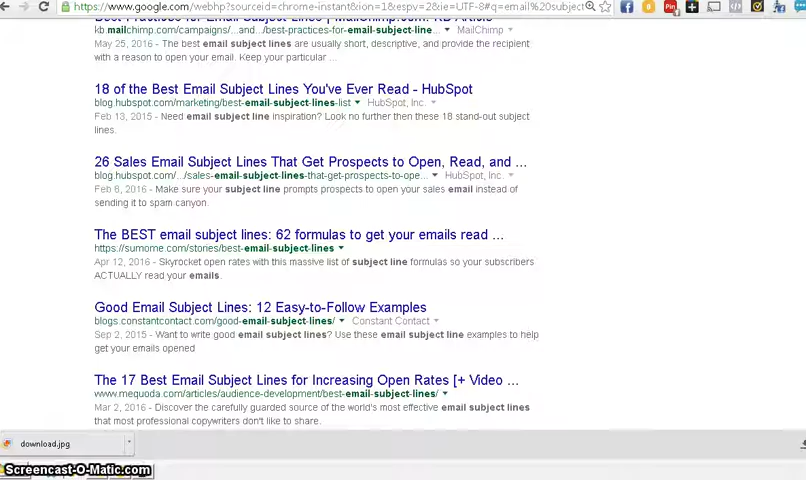 https://www.google.com/webhp?sourceid=chrome-instant&ion=1&espv=2&ie=UTF-8#q=email%20subject
Best Practices for Email Subject Lines | MailChimp.com: KB Article
kb.mailchimp.com/campaigns/...and.../best-practices-for-email-subject-line... MailChimp
May 25, 2016 - The best email subject lines are usually short, descriptive, and provide the recipient
with a reason to open your email. Keep your particular ...
18 of the Best Email Subject Lines You've Ever Read - HubSpot
blog.hubspot.com/marketing/best-email-subject-lines-list HubSpot, Inc.
Feb 13, 2015 - Need email subject line inspiration? Look no further then these 18 stand-out subject
lines.
26 Sales Email Subject Lines That Get Prospects to Open, Read, and ...
blog.hubspot.com/.../sales-email-subject-lines-that-get-prospects-to-ope... HubSpot, Inc.
Feb 8, 2016 - Make sure your subject line prompts prospects to open your sales email instead of
sending it to spam canyon.
The BEST email subject lines: 62 formulas to get your emails read ...
https://sumome.com/stories/best-email-subject-lines
Apr 12, 2016 - Skyrocket open rates with this massive list of subject line formulas so your subscribers
ACTUALLY read your emails.
Good Email Subject Lines: 12 Easy-to-Follow Examples
blogs.constantcontact.com/good-email-subject-lines/ Constant Contact
Sep 2, 2015 - Want to write good email subject lines? Use these email subject line examples to help
get your emails opened
The 17 Best Email Subject Lines for Increasing Open Rates [+ Video ...
www.mequoda.com/articles/audience-development/best-email-subject-lines/
Mar 2, 2016 - Discover the carefully guarded source of the world's most effective email subject lines
that most professional copywriters don't like to share.
download.jpg
Screencast-O-Matic.com